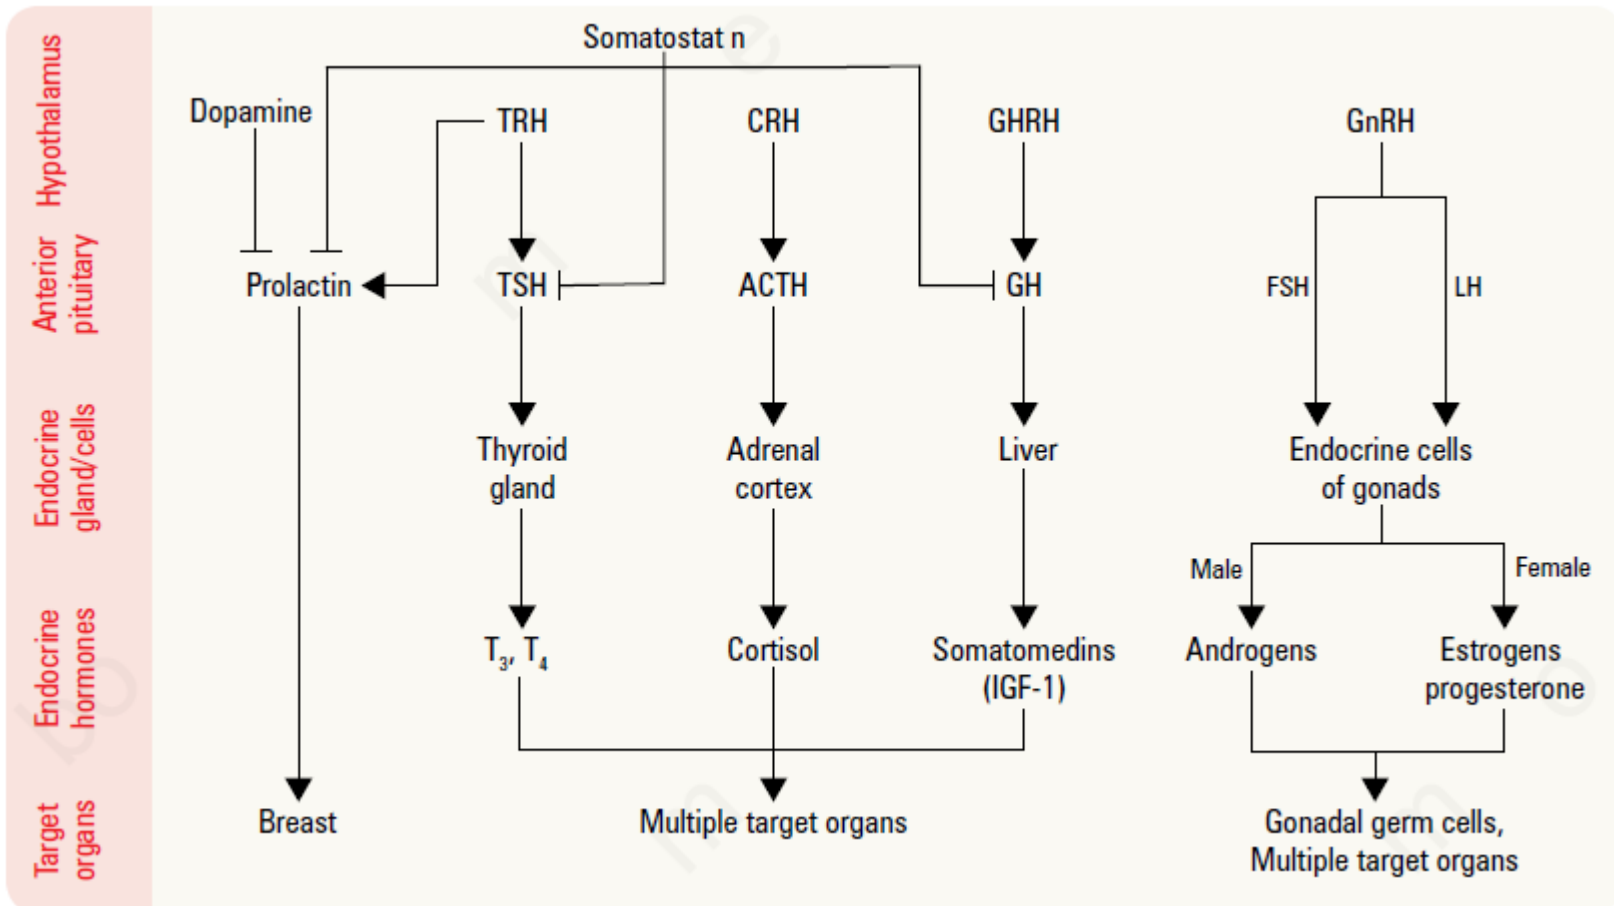 Hypothalamus
Anterior
pituitary
Endocrine
gland/cells
Endocrine
hormones
Target
organs
Somatostat n
Dopamine
TRH
CRH
GHRH
GnRH
Prolactin
TSH
ACTH
GH
FSH
LH
Thyroid
gland
Adrenal
cortex
Liver
Endocrine cells
of gonads
Male
Female
T₃, T₄
Cortisol
Somatomedins
(IGF-1)
Androgens
Estrogens
progesterone
Breast
Multiple target organs
Gonadal germ cells,
Multiple target organs